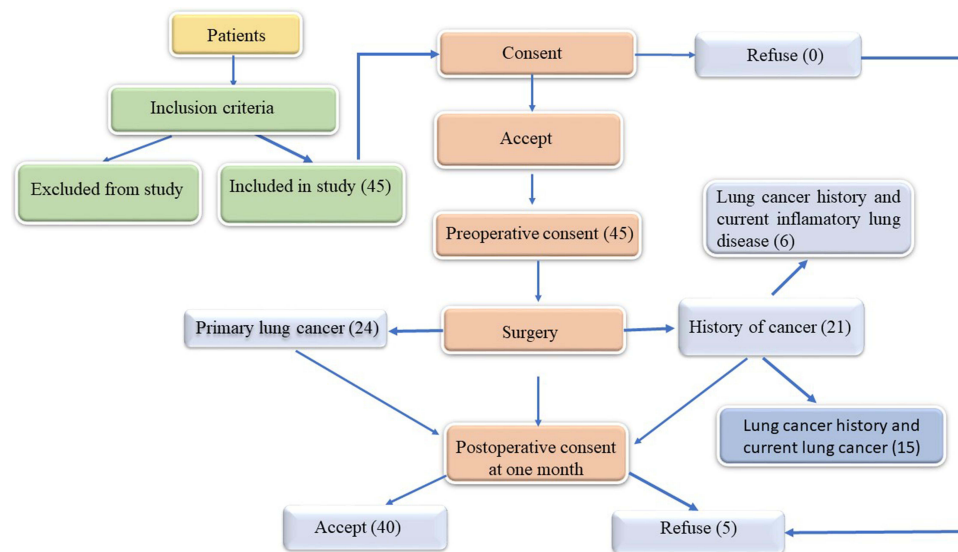 Patients
Consent
Refuse (0)
Inclusion criteria
Accept
Excluded from study
Included in study (45)
Lung cancer history and
current inflamatory lung
disease (6)
Preoperative consent (45)
Primary lung cancer (24)
Surgery
History of cancer (21)
Lung cancer history and
current lung cancer (15)
Postoperative consent
at one month
Accept (40)
Refuse (5)